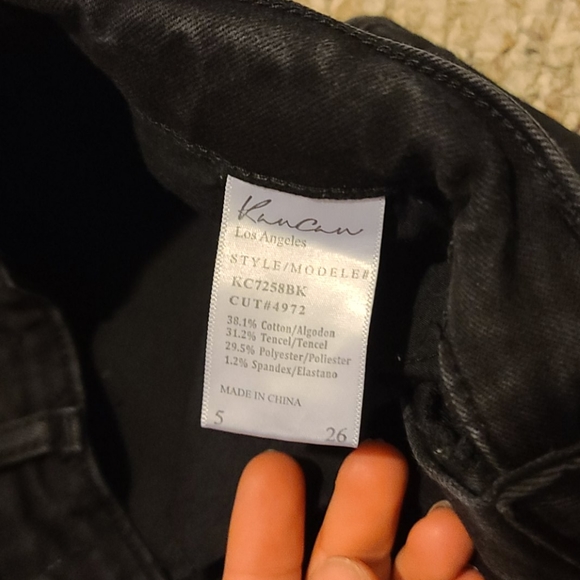 KanCan
Los Angeles
STYLE/MODELE#
KC7258BK
CUT#4972
38.1% Cotton/Algodon
31.2% Tencel/Tencel
29.5% Polyester/Poliester
1.2% Spandex/Elastano
MADE IN CHINA
5 26